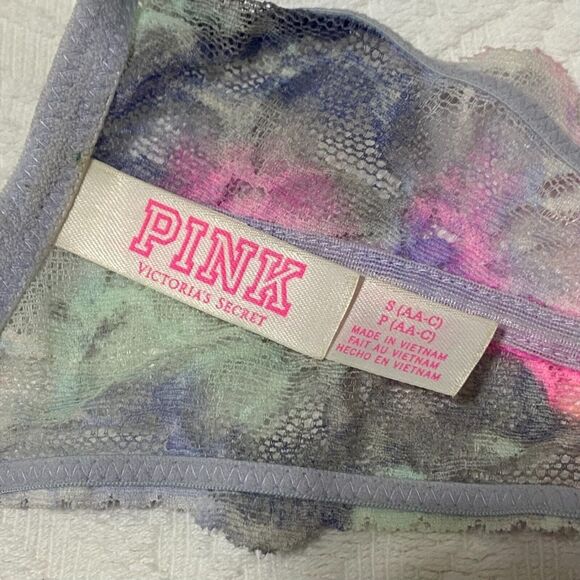 PINK
VICTORIA'S SECRET
S (AA-C)
P (AA-C)
MADE IN VIETNAM
FAIT AU VIETNAM
HECHO EN VIETNAM